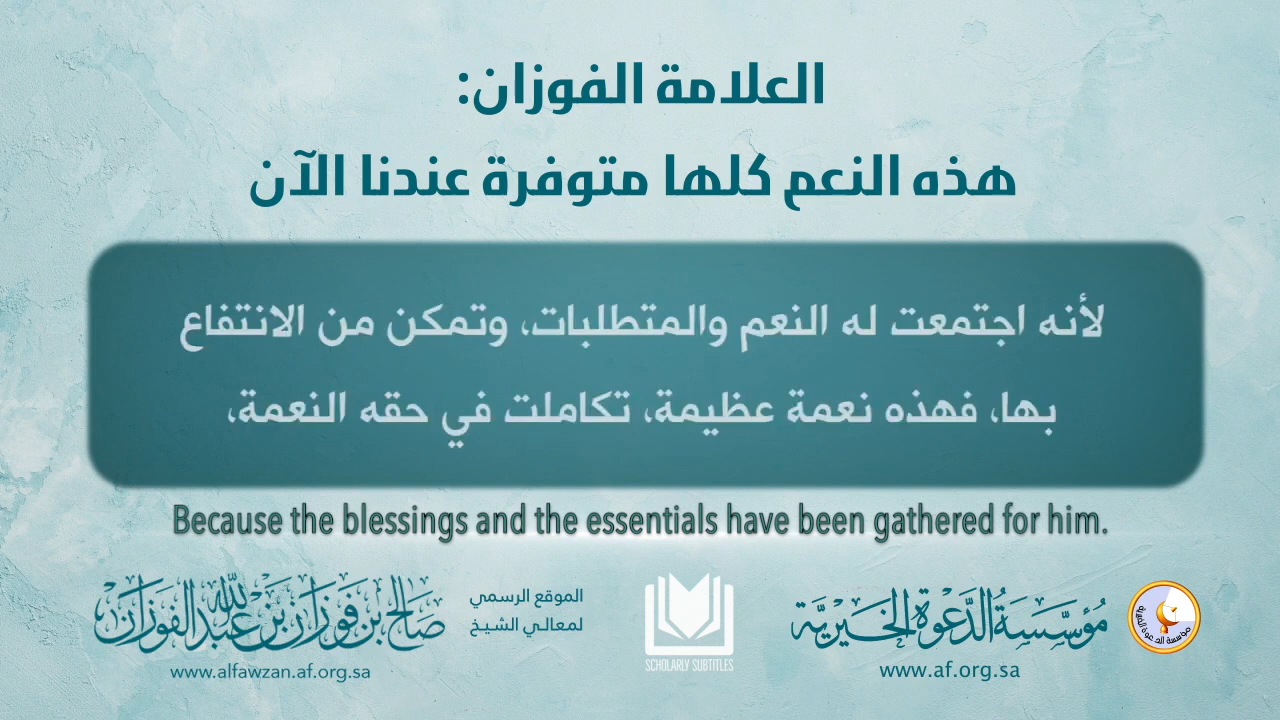 العلامة الفوزان:
هذه النعم كلها متوفرة عندنا الآن
لأنه اجتمعت له النعم والمتطلبات، وتمكن من الانتفاع
بها، فهذه نعمة عظيمة، تكاملت في حقه النعمة،
Because the blessings and the essentials have been gathered for him.
مؤسسة الدعوة الخيرية
مؤسسة الدعوة الخيرية
www.af.org.sa
SCHOLARLY SUBTITLES
الموقع الرسمي
لمعالي الشيخ
صالح بن فوزان بن عبد الله الفوزان
www.alfawzan.af.org.sa